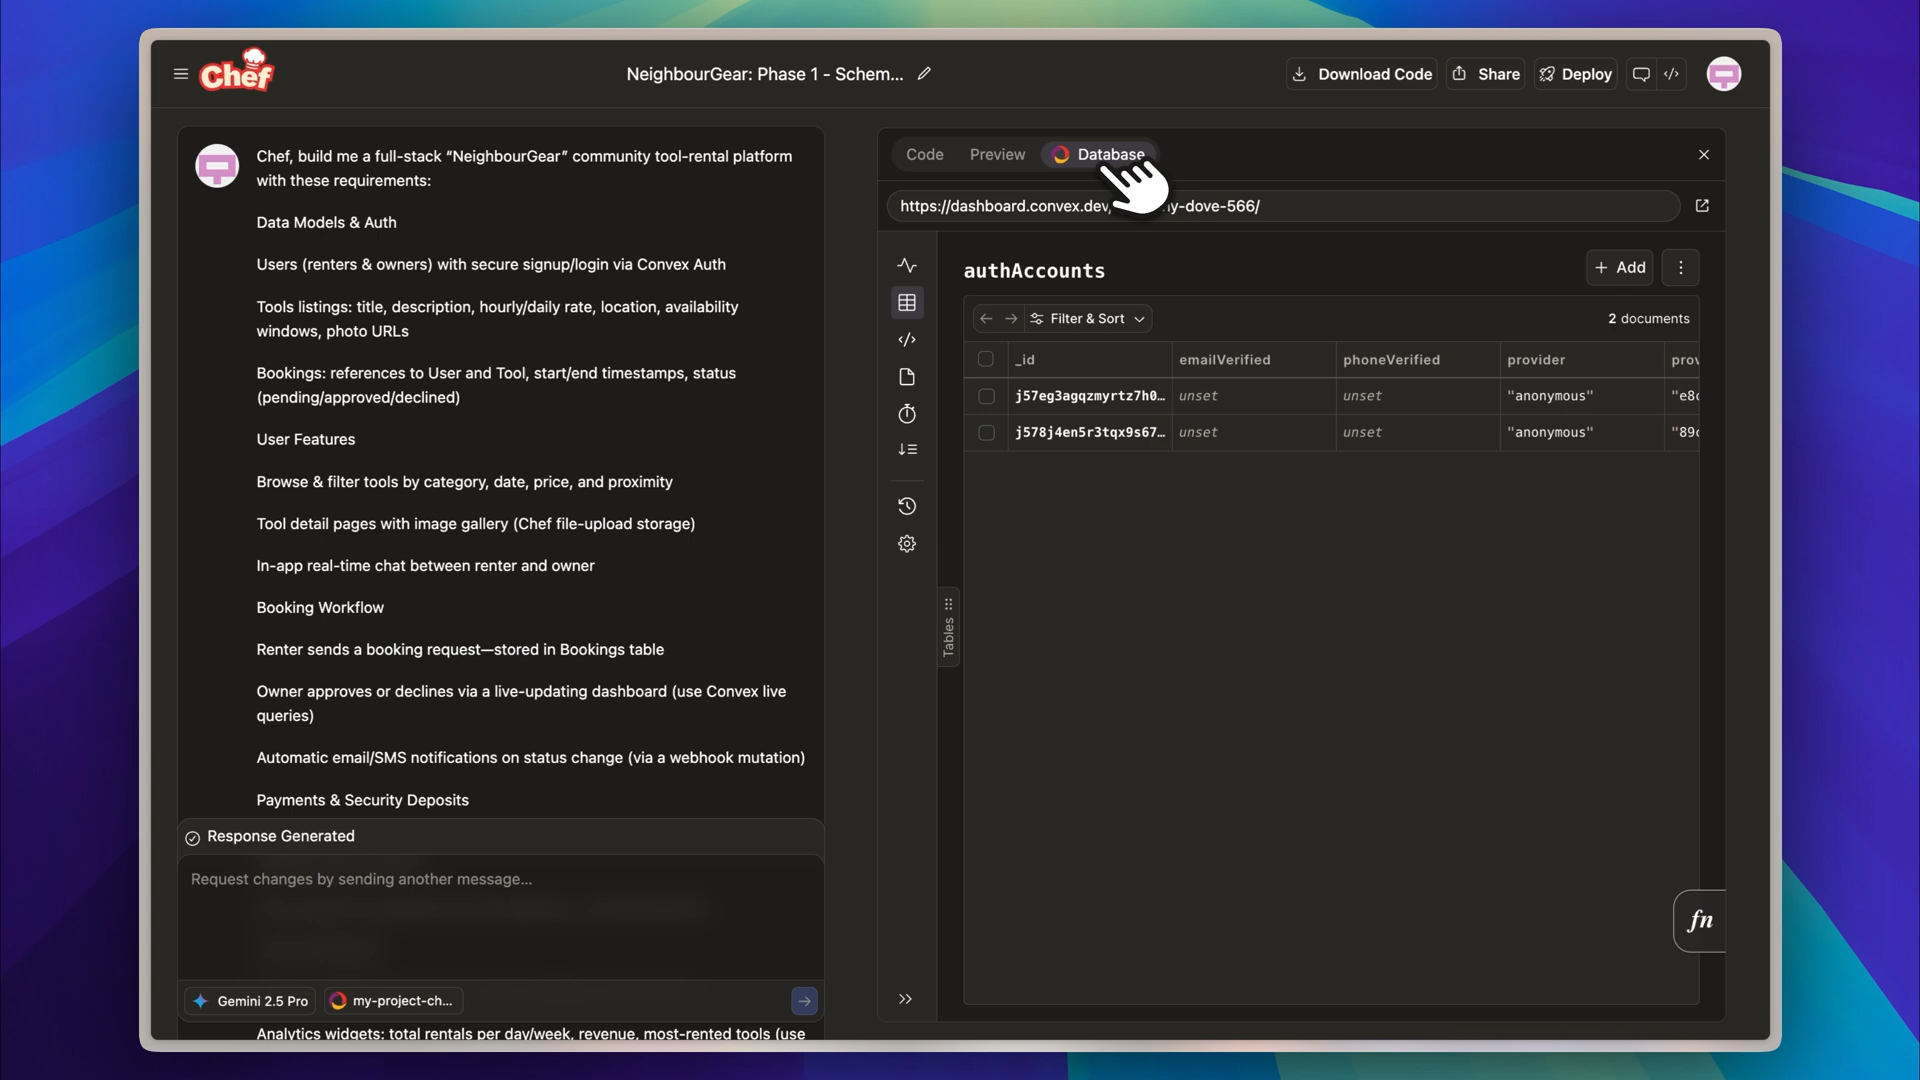 Chef
NeighbourGear: Phase 1 - Schem...
Download Code
Share
Deploy
Chef, build me a full-stack “NeighbourGear” community tool-rental platform
with these requirements:
Data Models & Auth
Users (renters & owners) with secure signup/login via Convex Auth
Tools listings: title, description, hourly/daily rate, location, availability
windows, photo URLs
Bookings: references to User and Tool, start/end timestamps, status
(pending/approved/declined)
User Features
Browse & filter tools by category, date, price, and proximity
Tool detail pages with image gallery (Chef file-upload storage)
In-app real-time chat between renter and owner
Booking Workflow
Renter sends a booking request—stored in Bookings table
Owner approves or declines via a live-updating dashboard (use Convex live
queries)
Automatic email/SMS notifications on status change (via a webhook mutation)
Payments & Security Deposits
Response Generated
Request changes by sending another message...
Gemini 2.5 Pro
my-project-ch...
Analytics widgets: total rentals per day/week, revenue, most-rented tools (use
Code
Preview
Database
https://dashboard.convex.dev/ y-dove-566/
authAccounts
+ Add
Filter & Sort
2 documents
_id emailVerified phoneVerified provider prov
j57eg3agqzmyrtz7h0… unset unset "anonymous" "e8c
j578j4en5r3tqx9s67… unset unset "anonymous" "89c
Tables
fn